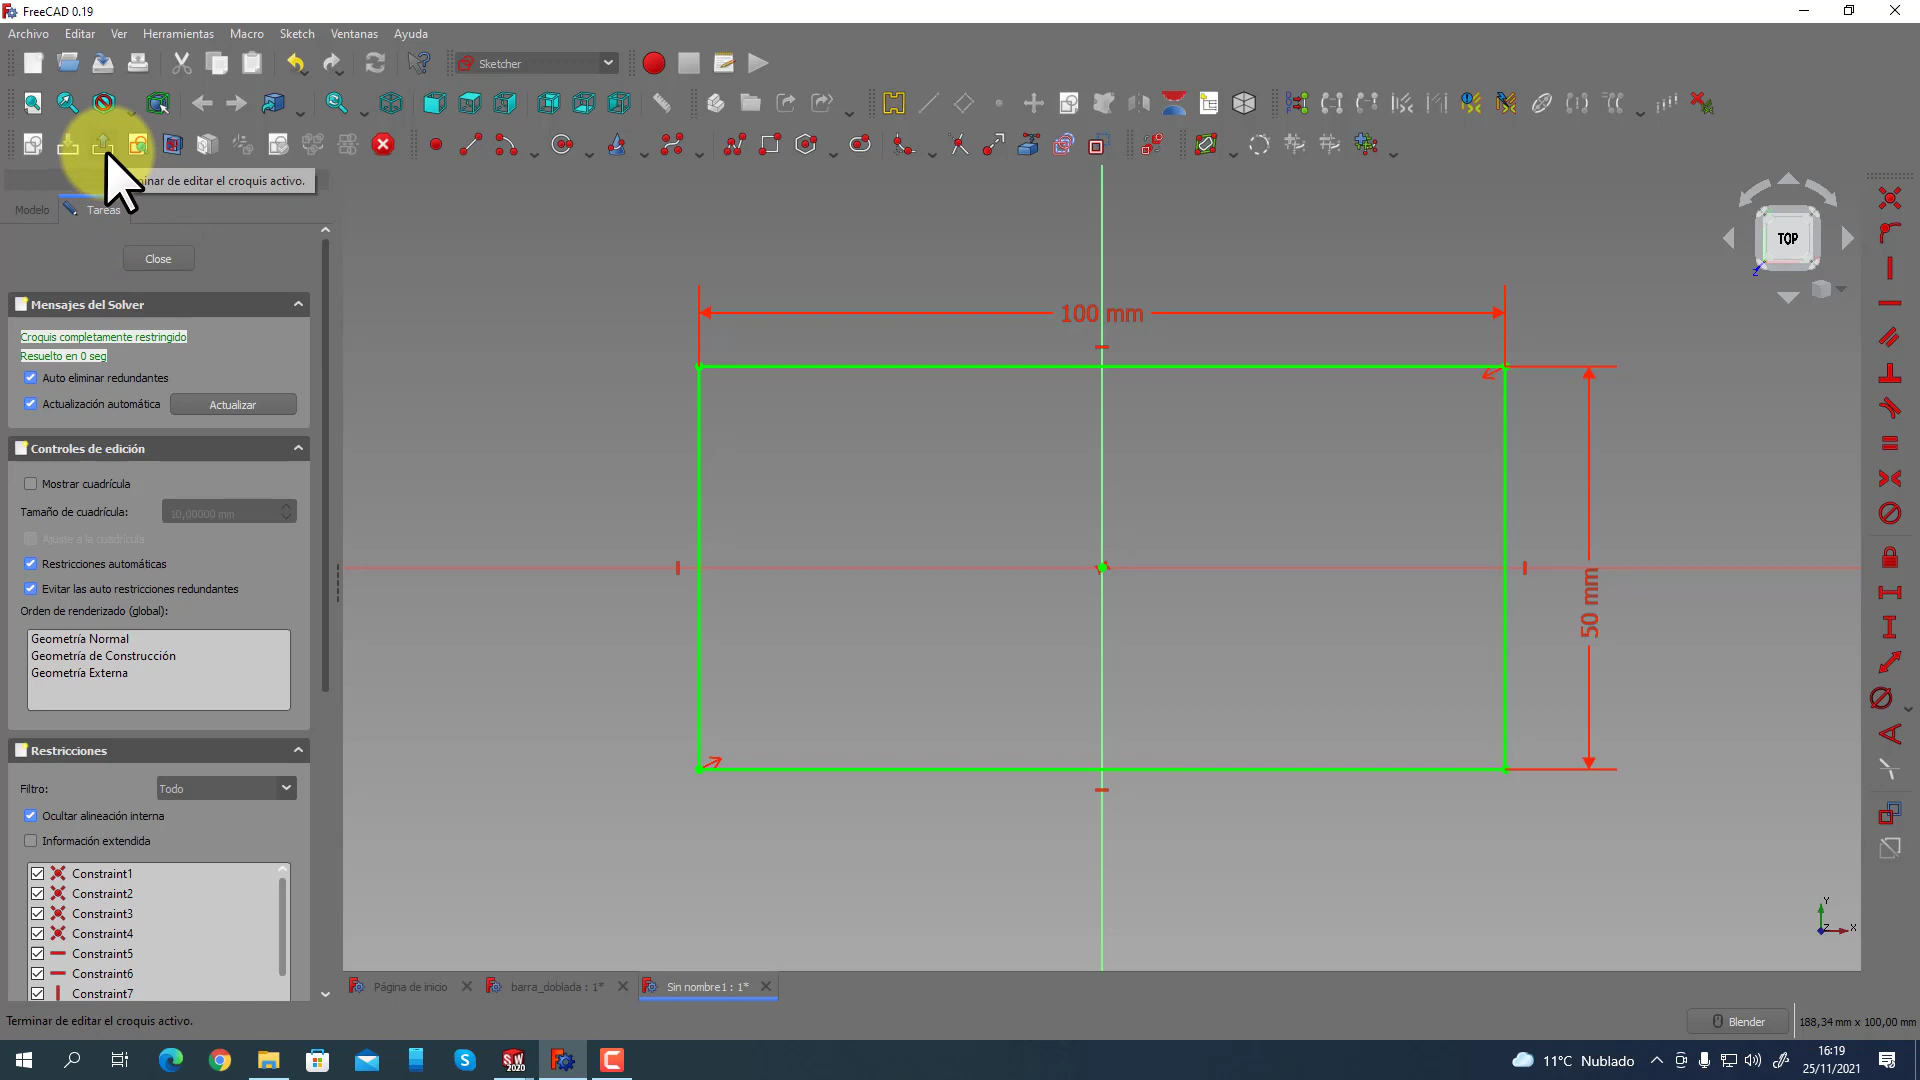 FreeCAD 0.19
Archivo Editar Ver Herramientas Macro Sketch Ventanas Ayuda
Sketcher
inar de editar el croquis activo.
Modelo Tareas
Close
Mensajes del Solver
Croquis completamente restringido
Resuelto en 0 seg
Auto eliminar redundantes
Actualización automática Actualizar
Controles de edición
Mostrar cuadrícula
Tamaño de cuadrícula: 10,00000 mm
Ajuste a la cuadrícula
Restricciones automáticas
Evitar las auto restricciones redundantes
Orden de renderizado (global):
Geometría Normal
Geometría de Construcción
Geometría Externa
Restricciones
Filtro: Todo
Ocultar alineación interna
Información extendida
Constraint1
Constraint2
Constraint3
Constraint4
Constraint5
Constraint6
Constraint7
100 mm
50 mm
TOP
Z
Y
Z
X
Página de inicio barra_doblada : 1* Sin nombre1 : 1*
Terminar de editar el croquis activo.
Blender 188,34 mm x 100,00 mm
SW
2020
11°C Nublado
16:19
25/11/2021